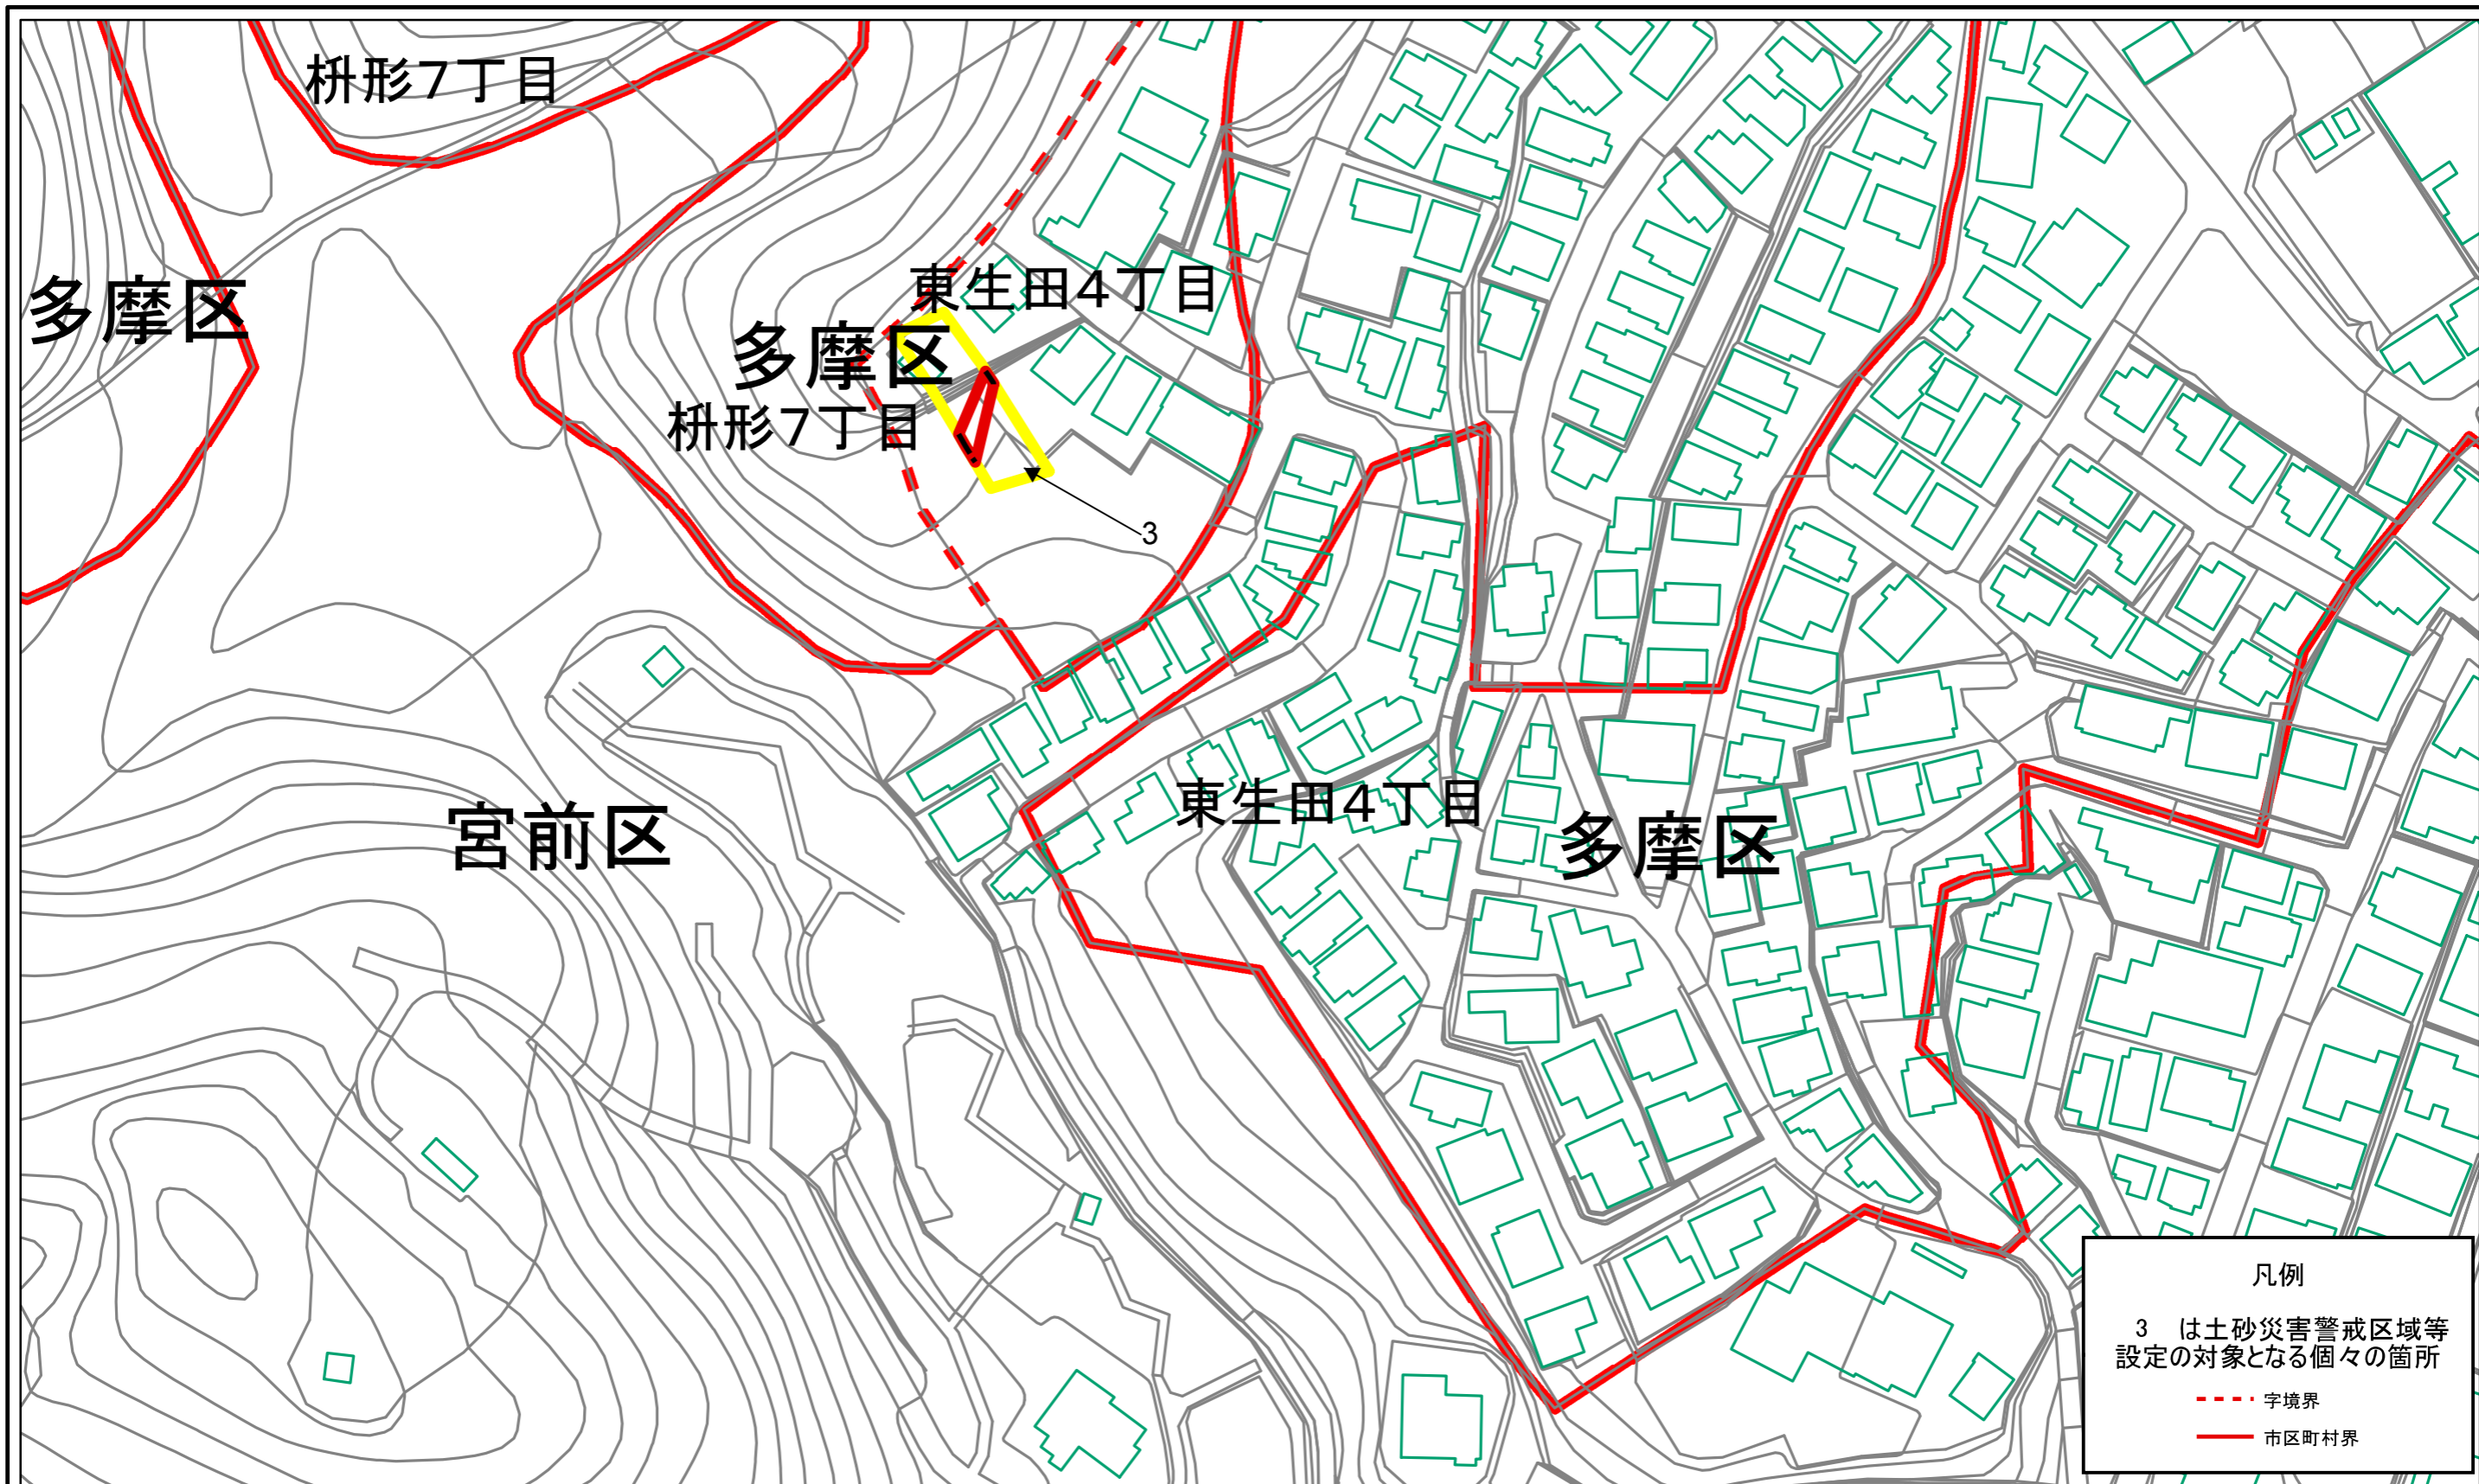 枡形7丁目
多摩区
東生田4丁目
多摩区
枡形7丁目
3
東生田4丁目
宮前区
多摩区
凡例
3　は土砂災害警戒区域等
設定の対象となる個々の箇所
字境界
市区町村界